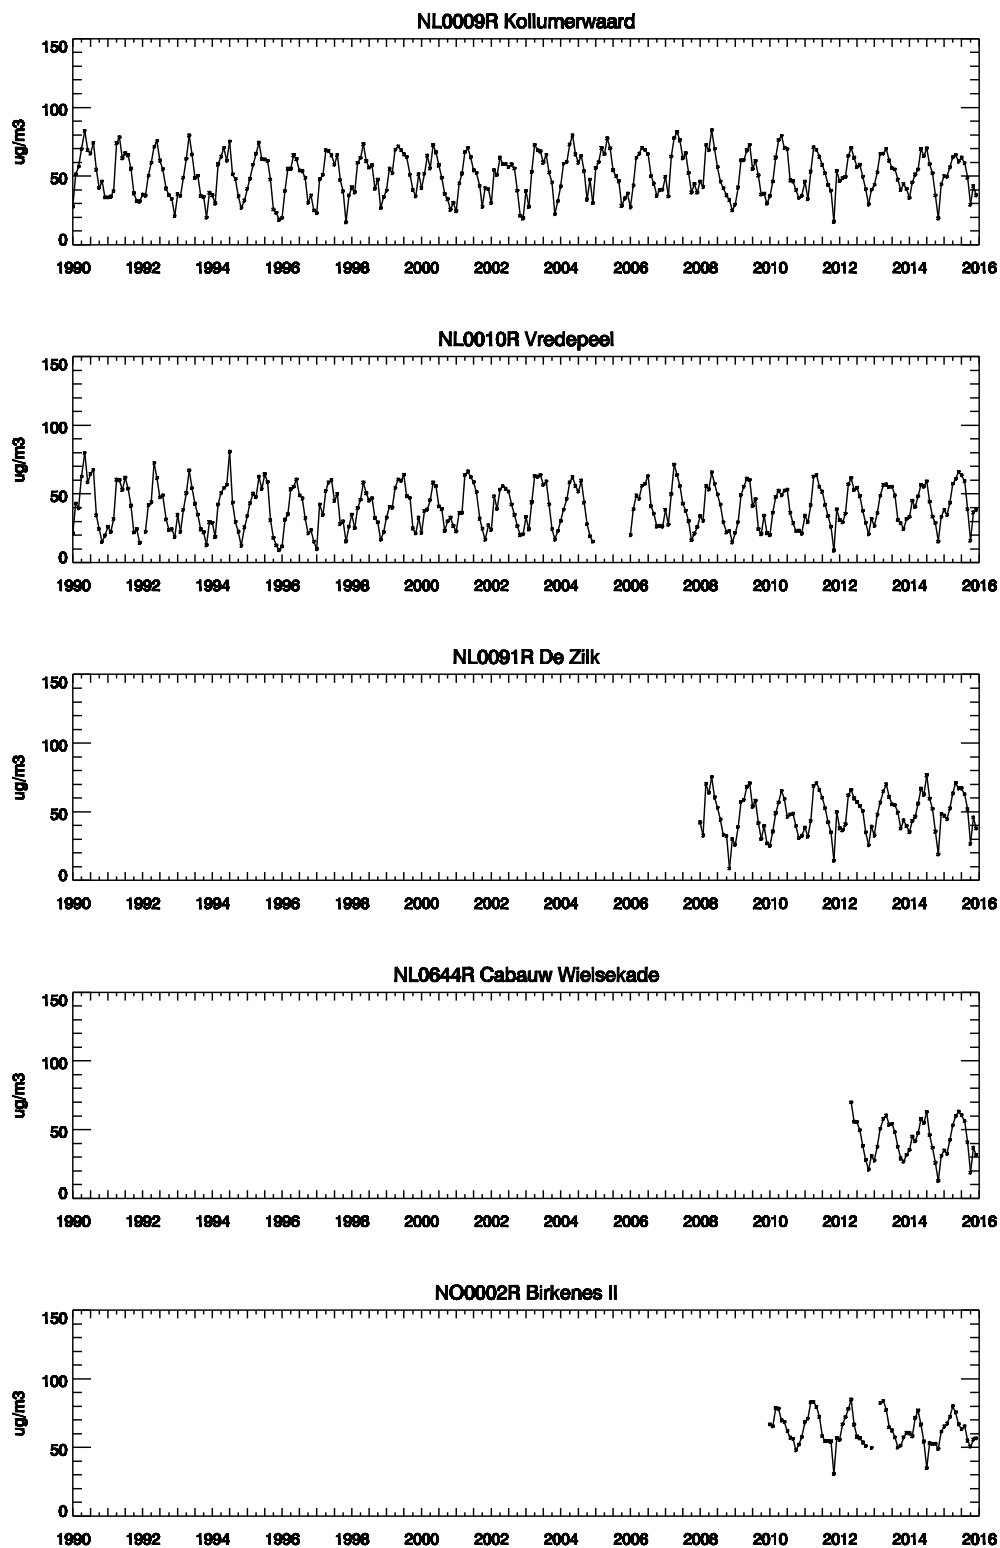 NL0009R Kollumerwaard
150
100
50
0
ug/m3
1990 1992 1994 1996 1998 2000 2002 2004 2006 2008 2010 2012 2014 2016
NL0010R Vredepeel
150
100
50
0
ug/m3
1990 1992 1994 1996 1998 2000 2002 2004 2006 2008 2010 2012 2014 2016
NL0091R De Zilk
150
100
50
0
ug/m3
1990 1992 1994 1996 1998 2000 2002 2004 2006 2008 2010 2012 2014 2016
NL0644R Cabauw Wielsekade
150
100
50
0
ug/m3
1990 1992 1994 1996 1998 2000 2002 2004 2006 2008 2010 2012 2014 2016
NO0002R Birkenes II
150
100
50
0
ug/m3
1990 1992 1994 1996 1998 2000 2002 2004 2006 2008 2010 2012 2014 2016